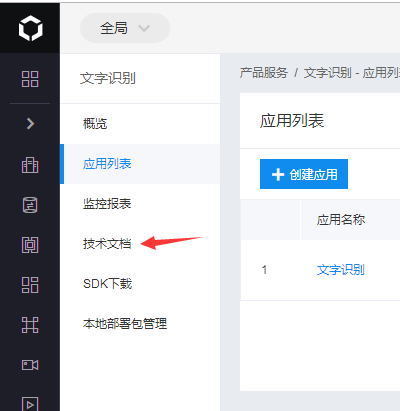 全局
文字识别
概览
应用列表
监控报表
技术文档
SDK下载
本地部署包管理
产品服务 / 文字识别 - 应用列
应用列表
创建应用
应用名称
1 文字识别